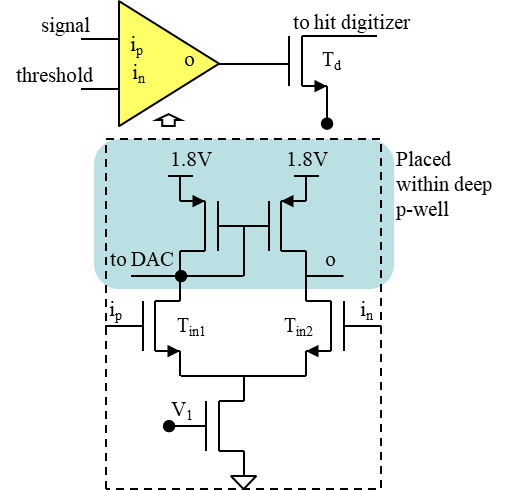 signal
to hit digitizer
ip
o
Td
threshold
in
1.8V
1.8V
Placed
within deep
p-well
to DAC
o
ip
in
Tin1
Tin2
V1